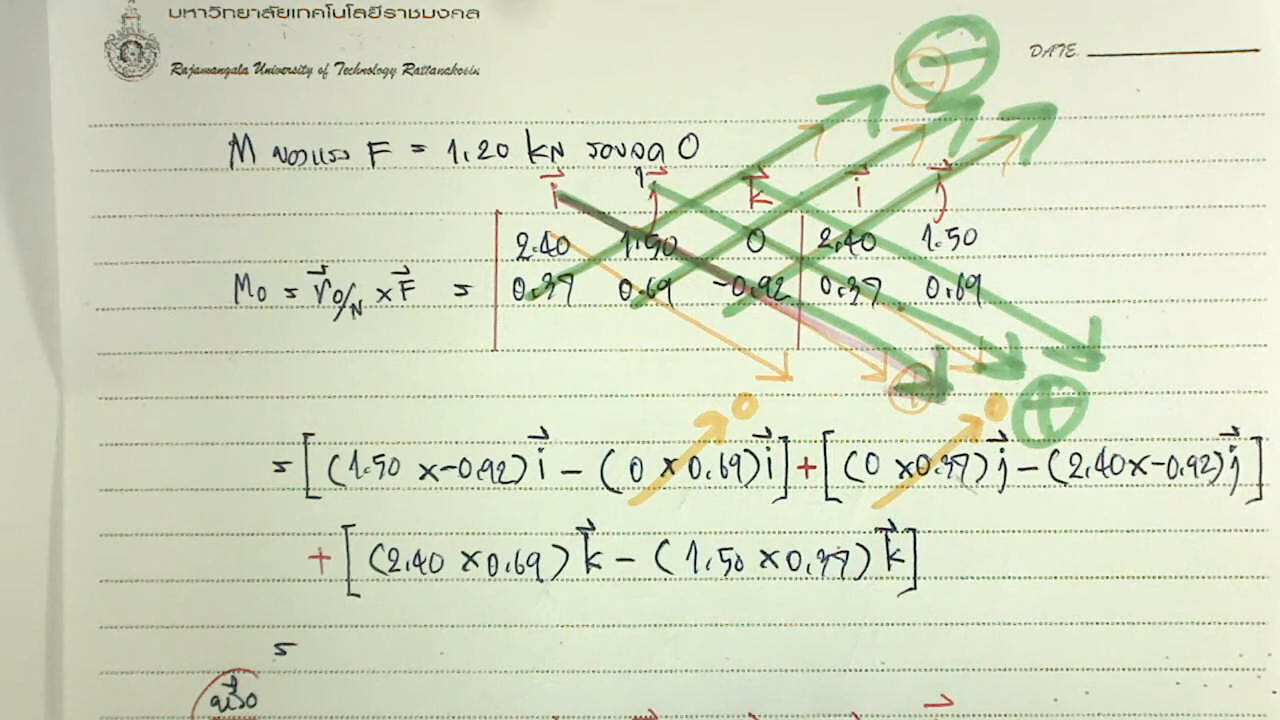 มหาวิทยาลัยเทคโนโลยีราชมงคล
Rajamangala University of Technology Rattanakosin
DATE.
M ของแรง F = 1.20 kN รอบจุด O
i j k i j
2.40 1.50 0 2.40 1.50
M₀ = r O/N × F = 0.37 0.69 -0.92 0.37 0.69
= [(1.50 × -0.92) i - (0 × 0.69) i] + [(0 × 0.37) j - (2.40 × -0.92) j]
+ [(2.40 × 0.69) k - (1.50 × 0.37) k]
=
หรือ